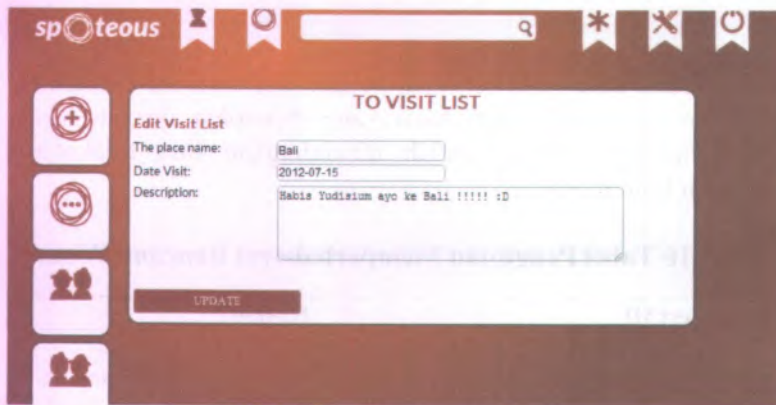 spoteous
TO VISIT LIST
Edit Visit List
The place name: Bali
Date Visit: 2012-07-15
Description: Habis Yudisium ayo ke Bali !!!!! :D
UPDATE